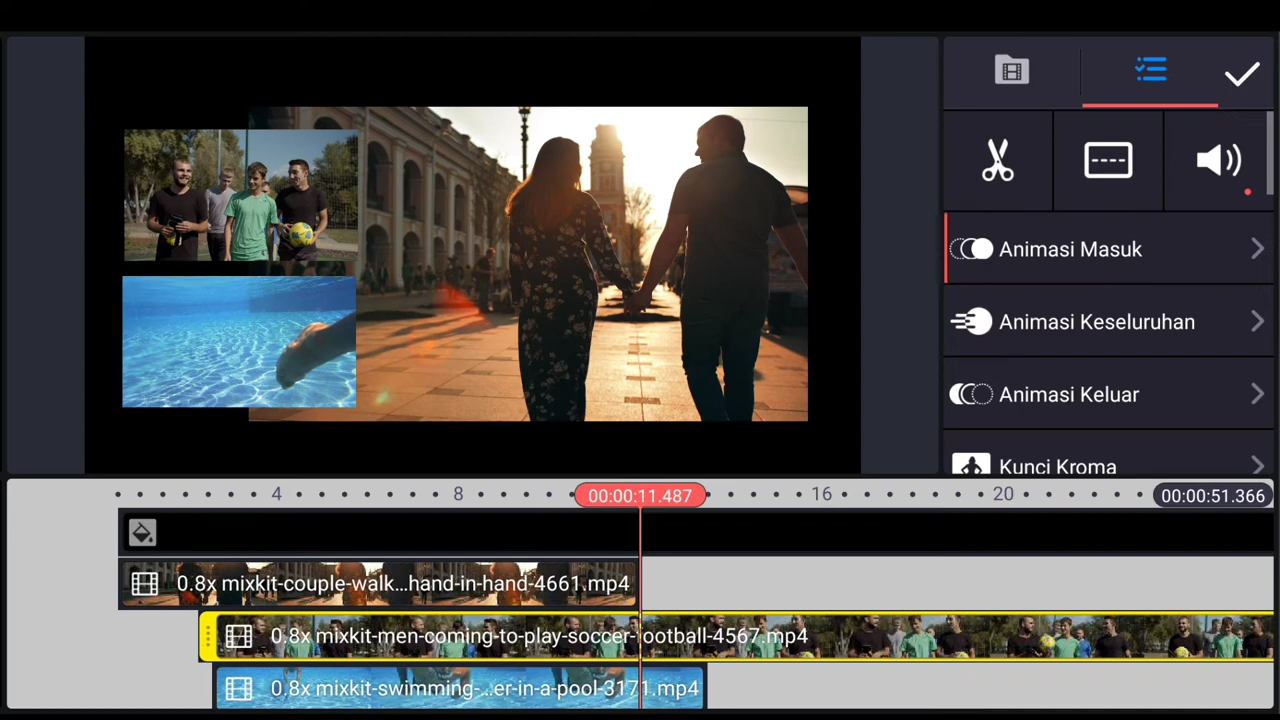 Animasi Masuk
Animasi Keseluruhan
Animasi Keluar
Kunci Kroma
4
8
00:00:11.487
16
20
00:00:51.366
0.8x mixkit-couple-walk...hand-in-hand-4661.mp4
0.8x mixkit-men-coming-to-play-soccer-football-4567.mp4
0.8x mixkit-swimming-...er-in-a-pool-3171.mp4